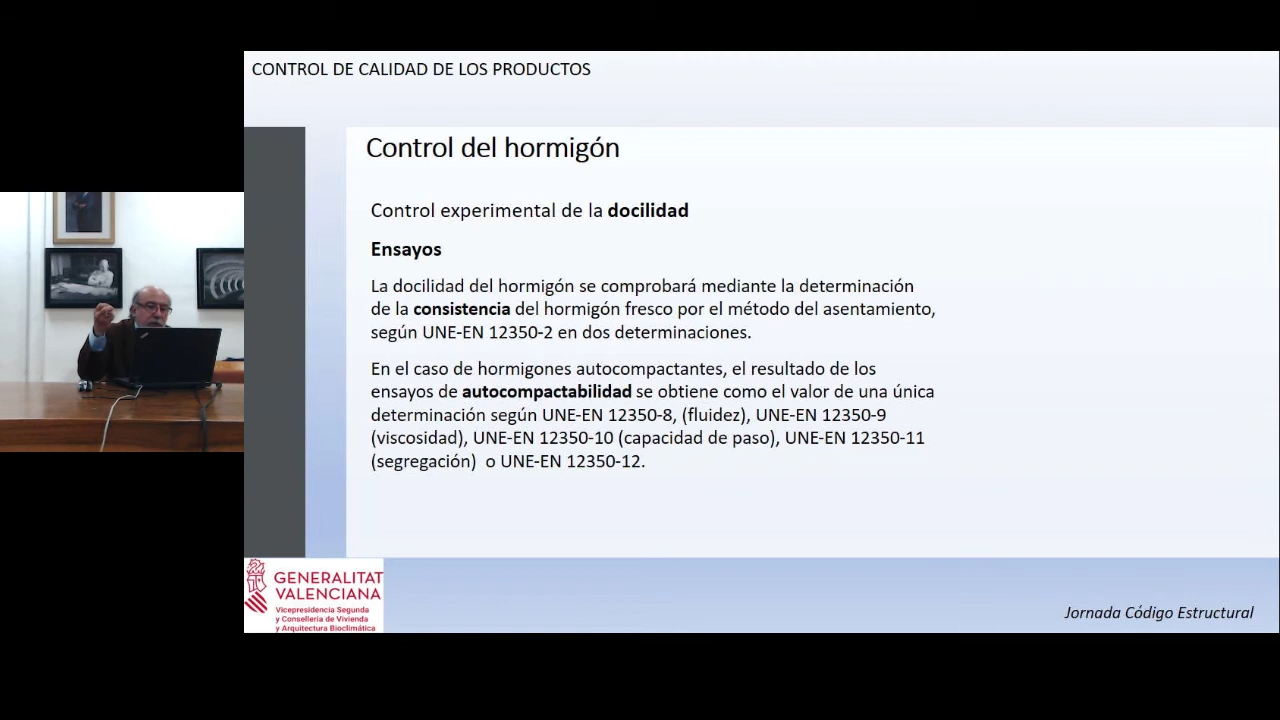 CONTROL DE CALIDAD DE LOS PRODUCTOS
Control del hormigón
Control experimental de la docilidad
Ensayos
La docilidad del hormigón se comprobará mediante la determinación
de la consistencia del hormigón fresco por el método del asentamiento,
según UNE-EN 12350-2 en dos determinaciones.
En el caso de hormigones autocompactantes, el resultado de los
ensayos de autocompactabilidad se obtiene como el valor de una única
determinación según UNE-EN 12350-8, (fluidez), UNE-EN 12350-9
(viscosidad), UNE-EN 12350-10 (capacidad de paso), UNE-EN 12350-11
(segregación) o UNE-EN 12350-12.
GENERALITAT
VALENCIANA
Vicepresidencia Segunda
y Conselleria de Vivienda
y Arquitectura Bioclimática
Jornada Código Estructural